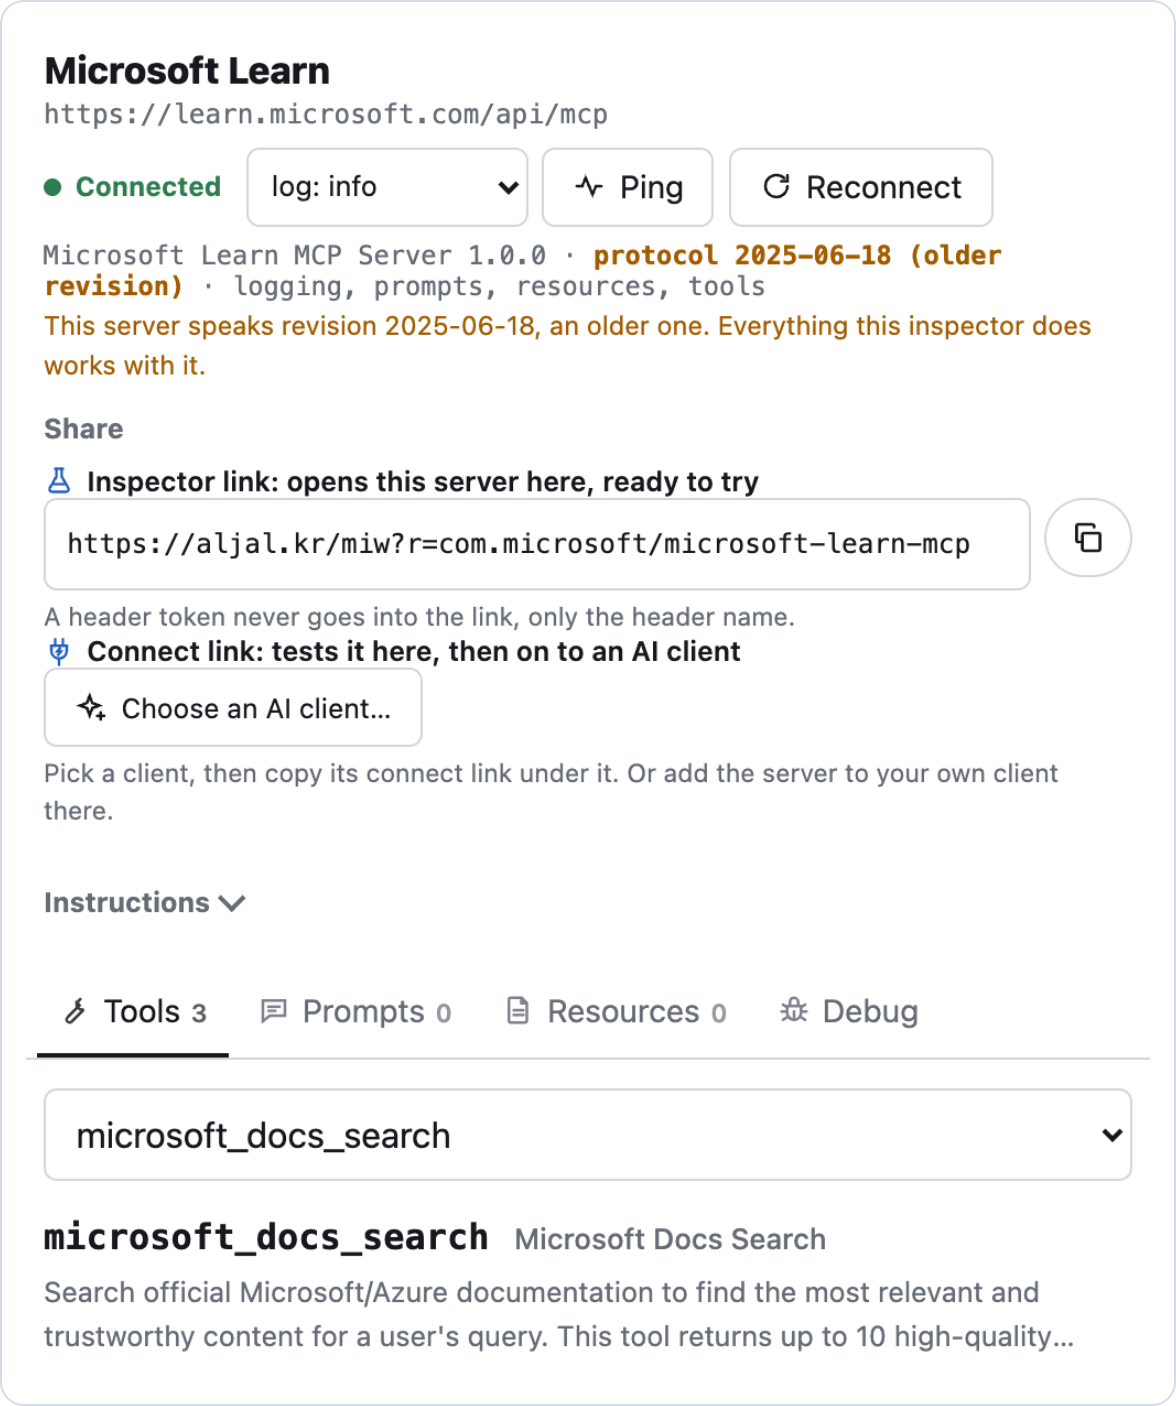 Microsoft Learn
https://learn.microsoft.com/api/mcp
Connected
log: info
Ping
Reconnect
Microsoft Learn MCP Server 1.0.0 · protocol 2025-06-18 (older
revision) · logging, prompts, resources, tools
This server speaks revision 2025-06-18, an older one. Everything this inspector does
works with it.
Share
Inspector link: opens this server here, ready to try
https://aljal.kr/miw?r=com.microsoft/microsoft-learn-mcp
A header token never goes into the link, only the header name.
Connect link: tests it here, then on to an AI client
Choose an AI client...
Pick a client, then copy its connect link under it. Or add the server to your own client
there.
Instructions
Tools 3
Prompts 0
Resources 0
Debug
microsoft_docs_search
microsoft_docs_search Microsoft Docs Search
Search official Microsoft/Azure documentation to find the most relevant and
trustworthy content for a user's query. This tool returns up to 10 high-quality...